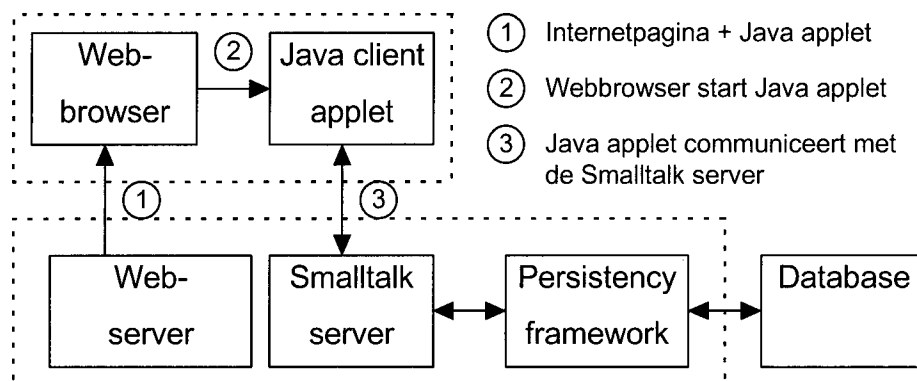 Web-
browser
2
Java client
applet
1
3
Web-
server
Smalltalk
server
Persistency
framework
Database
1 Internetpagina + Java applet
2 Webbrowser start Java applet
3 Java applet communiceert met
de Smalltalk server